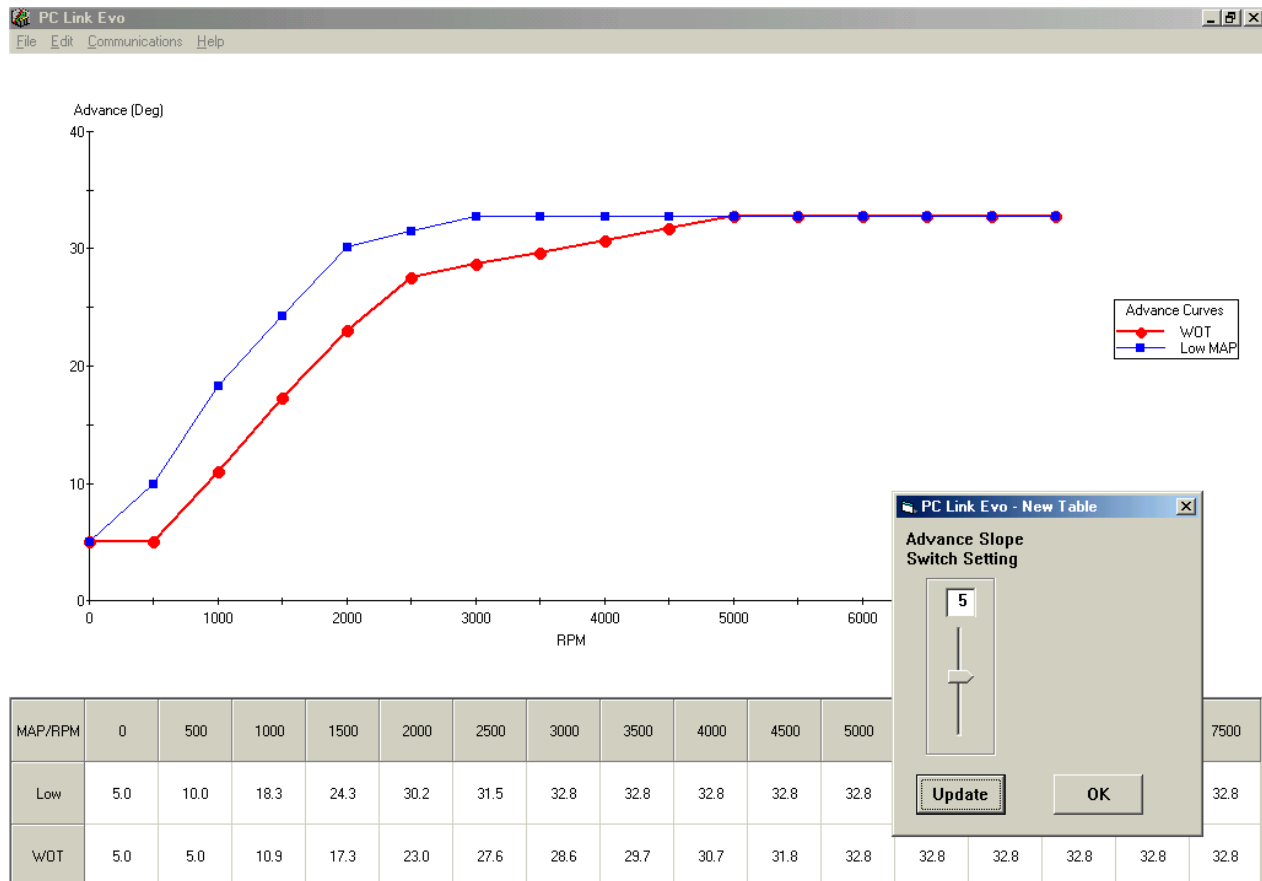 PC Link Evo
File Edit Communications Help
Advance (Deg)
40
30
20
10
0
0 1000 2000 3000 4000 5000 6000
RPM
Advance Curves
WOT
Low MAP
PC Link Evo - New Table
Advance Slope
Switch Setting
5
Update OK
MAP/RPM 0 500 1000 1500 2000 2500 3000 3500 4000 4500 5000 7500
Low 5.0 10.0 18.3 24.3 30.2 31.5 32.8 32.8 32.8 32.8 32.8 32.8
WOT 5.0 5.0 10.9 17.3 23.0 27.6 28.6 29.7 30.7 31.8 32.8 32.8 32.8 32.8 32.8 32.8